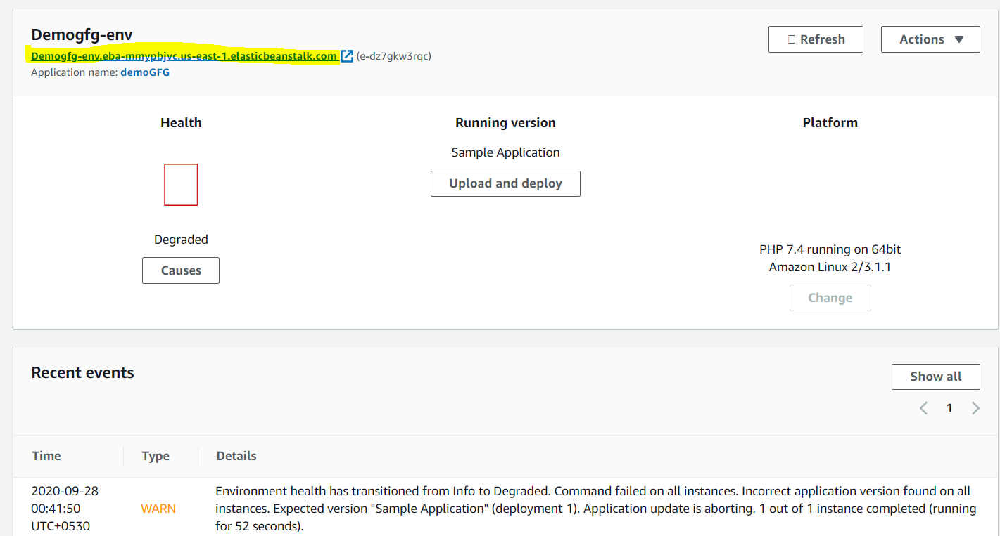 Demogfg-env
Refresh
Actions
Demogfg-env.eba-mmypbjvc.us-east-1.elasticbeanstalk.com (e-dz7gkw3rqc)
Application name: demoGFG
Health
Running version
Platform
Sample Application
Upload and deploy
Degraded
Causes
PHP 7.4 running on 64bit
Amazon Linux 2/3.1.1
Change
Recent events
Show all
1
Time
Type
Details
2020-09-28
00:41:50
UTC+0530
WARN
Environment health has transitioned from Info to Degraded. Command failed on all instances. Incorrect application version found on all
instances. Expected version "Sample Application" (deployment 1). Application update is aborting. 1 out of 1 instance completed (running
for 52 seconds).